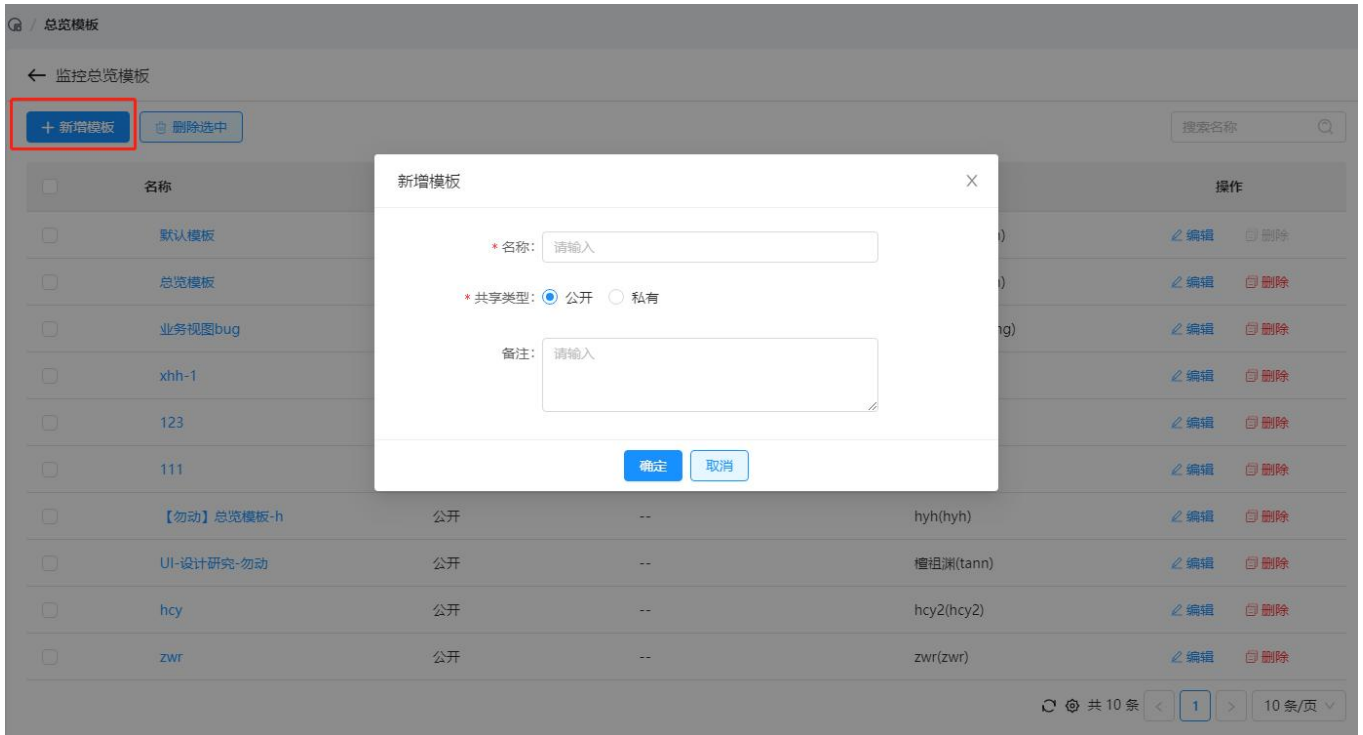 / 总览模板
监控总览模板
新增模板 删除选中 搜索名称
名称 操作
新增模板
默认模板 ) 编辑 删除
* 名称： 请输入
总览模板 ) 编辑 删除
* 共享类型： 公开 私有
业务视图bug ng) 编辑 删除
备注： 请输入
xhh-1 编辑 删除
123 编辑 删除
111 编辑 删除
确定 取消
【勿动】总览模板-h 公开 -- hyh(hyh) 编辑 删除
UI-设计研究-勿动 公开 -- 檀祖渊(tann) 编辑 删除
hcy 公开 -- hcy2(hcy2) 编辑 删除
zwr 公开 -- zwr(zwr) 编辑 删除
共 10 条 < 1 > 10 条/页